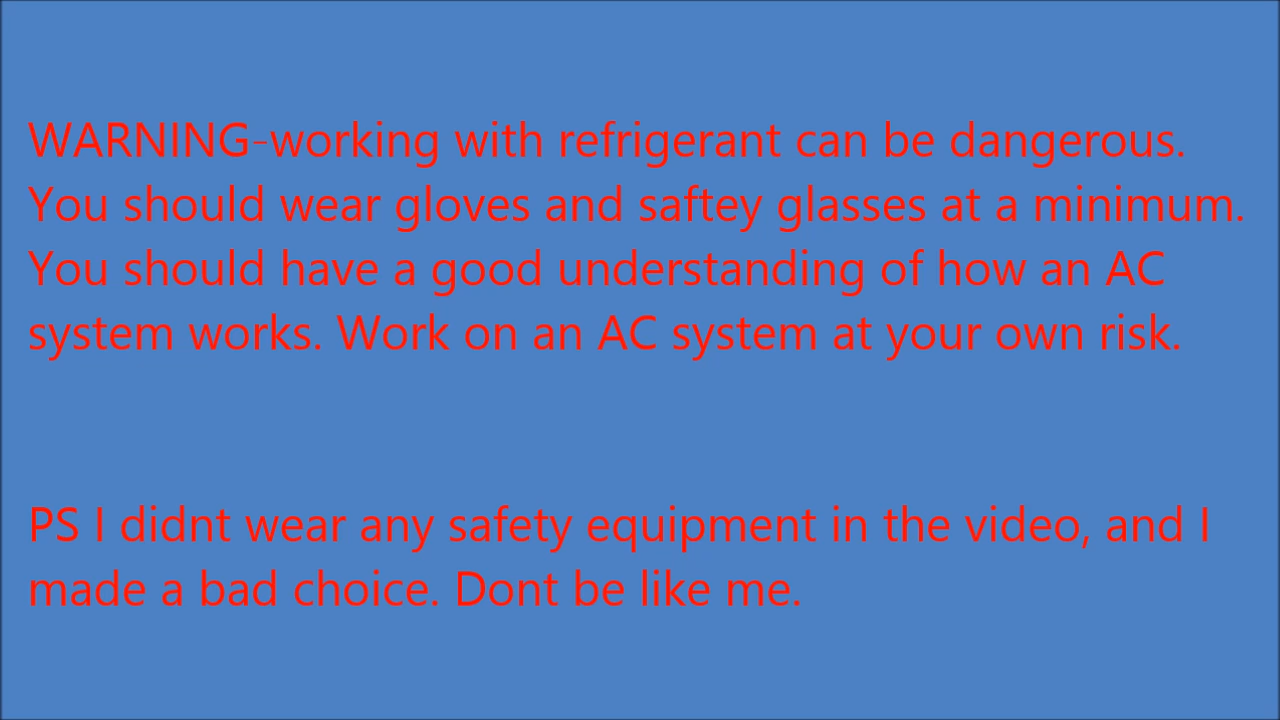 WARNING-working with refrigerant can be dangerous.
You should wear gloves and saftey glasses at a minimum.
You should have a good understanding of how an AC
system works. Work on an AC system at your own risk.
PS I didnt wear any safety equipment in the video, and I
made a bad choice. Dont be like me.